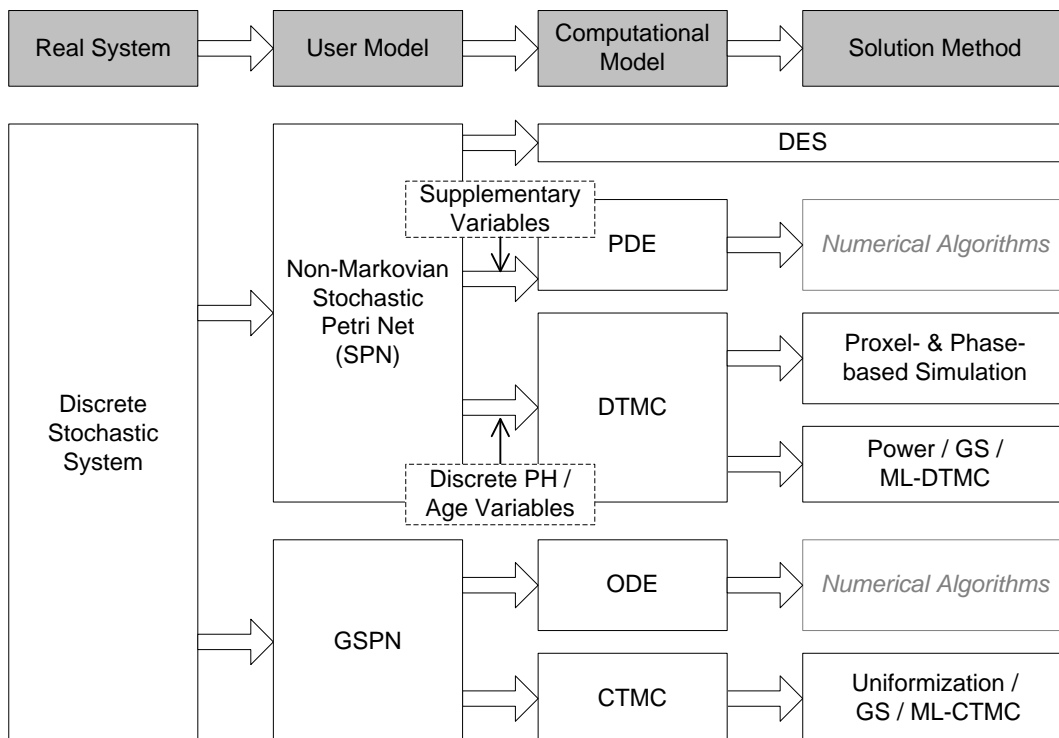 Real System
User Model
Computational
Model
Solution Method
DES
Supplementary
Variables
PDE
Numerical Algorithms
Non-Markovian
Stochastic
Petri Net
(SPN)
Proxel- & Phase-
based Simulation
DTMC
Discrete
Stochastic
System
Power / GS /
ML-DTMC
Discrete PH /
Age Variables
ODE
Numerical Algorithms
GSPN
CTMC
Uniformization /
GS / ML-CTMC